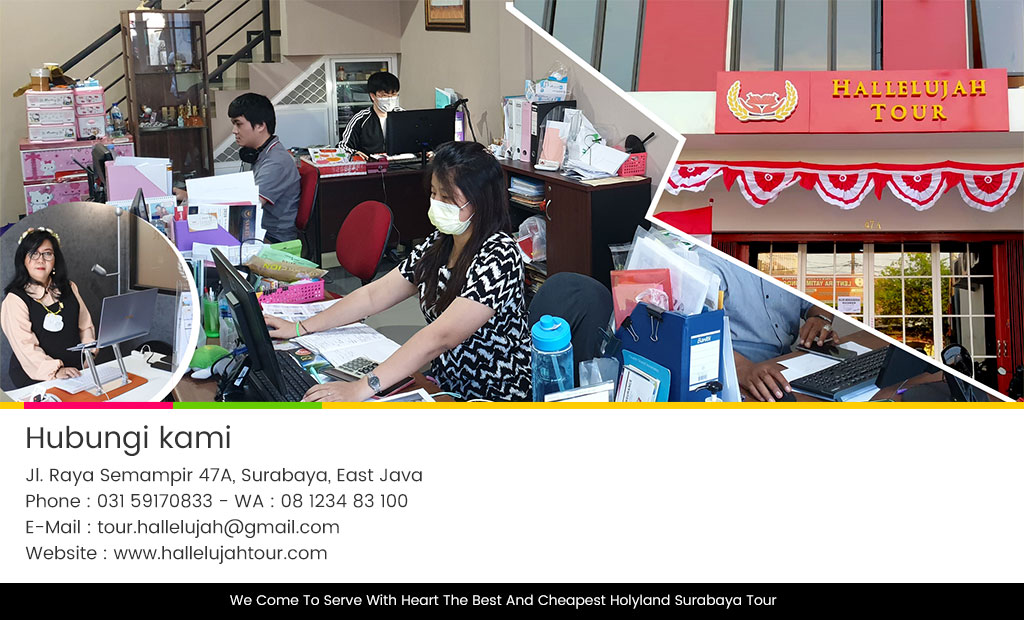 HALLELUJAH
TOUR
47A
Hubungi kami
Jl. Raya Semampir 47A, Surabaya, East Java
Phone : 031 59170833 - WA : 08 1234 83 100
E-Mail : tour.hallelujah@gmail.com
Website : www.hallelujahtour.com
We Come To Serve With Heart The Best And Cheapest Holyland Surabaya Tour